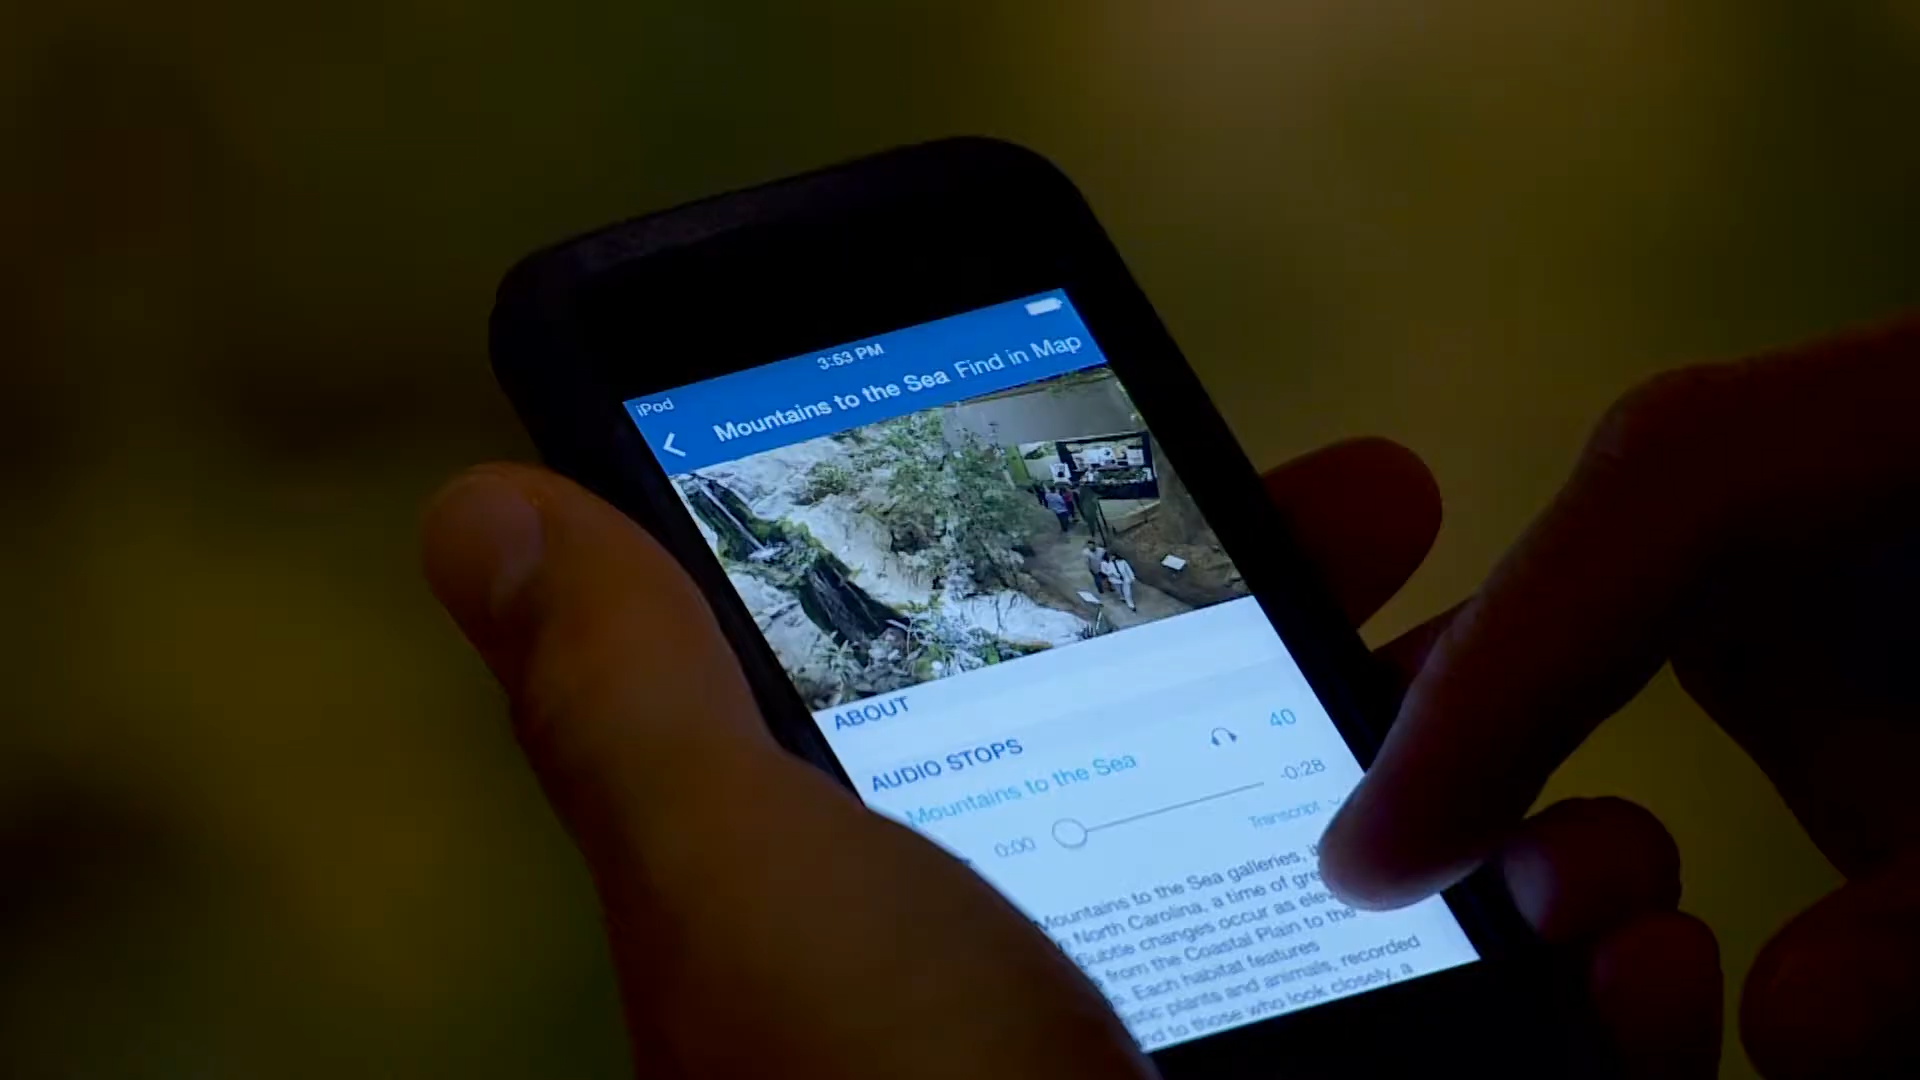 iPod
3:53 PM
Mountains to the Sea
Find in Map
ABOUT
AUDIO STOPS
Mountains to the Sea
40
0:00
-0:28
Transcript
Mountains to the Sea galleries,
North Carolina, a time of
Subtle changes occur as
from the Coastal Plain to the
Each habitat features
plants and animals, recorded
to those who look closely, a